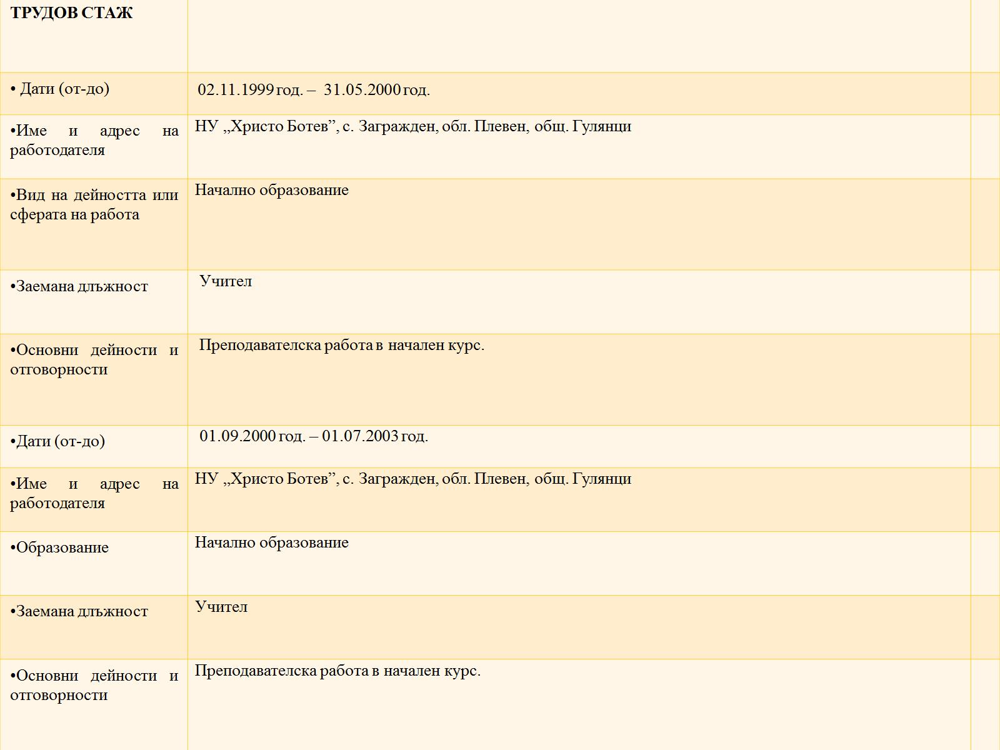 ТРУДОВ СТАЖ
• Дати (от-до)
02.11.1999 год. – 31.05.2000 год.
•Име и адрес на
работодателя
НУ „Христо Ботев”, с. Загражден, обл. Плевен, общ. Гулянци
•Вид на дейността или
сферата на работа
Начално образование
•Заемана длъжност
Учител
•Основни дейности и
отговорности
Преподавателска работа в начален курс.
•Дати (от-до)
01.09.2000 год. – 01.07.2003 год.
•Име и адрес на
работодателя
НУ „Христо Ботев”, с. Загражден, обл. Плевен, общ. Гулянци
•Образование
Начално образование
•Заемана длъжност
Учител
•Основни дейности и
отговорности
Преподавателска работа в начален курс.